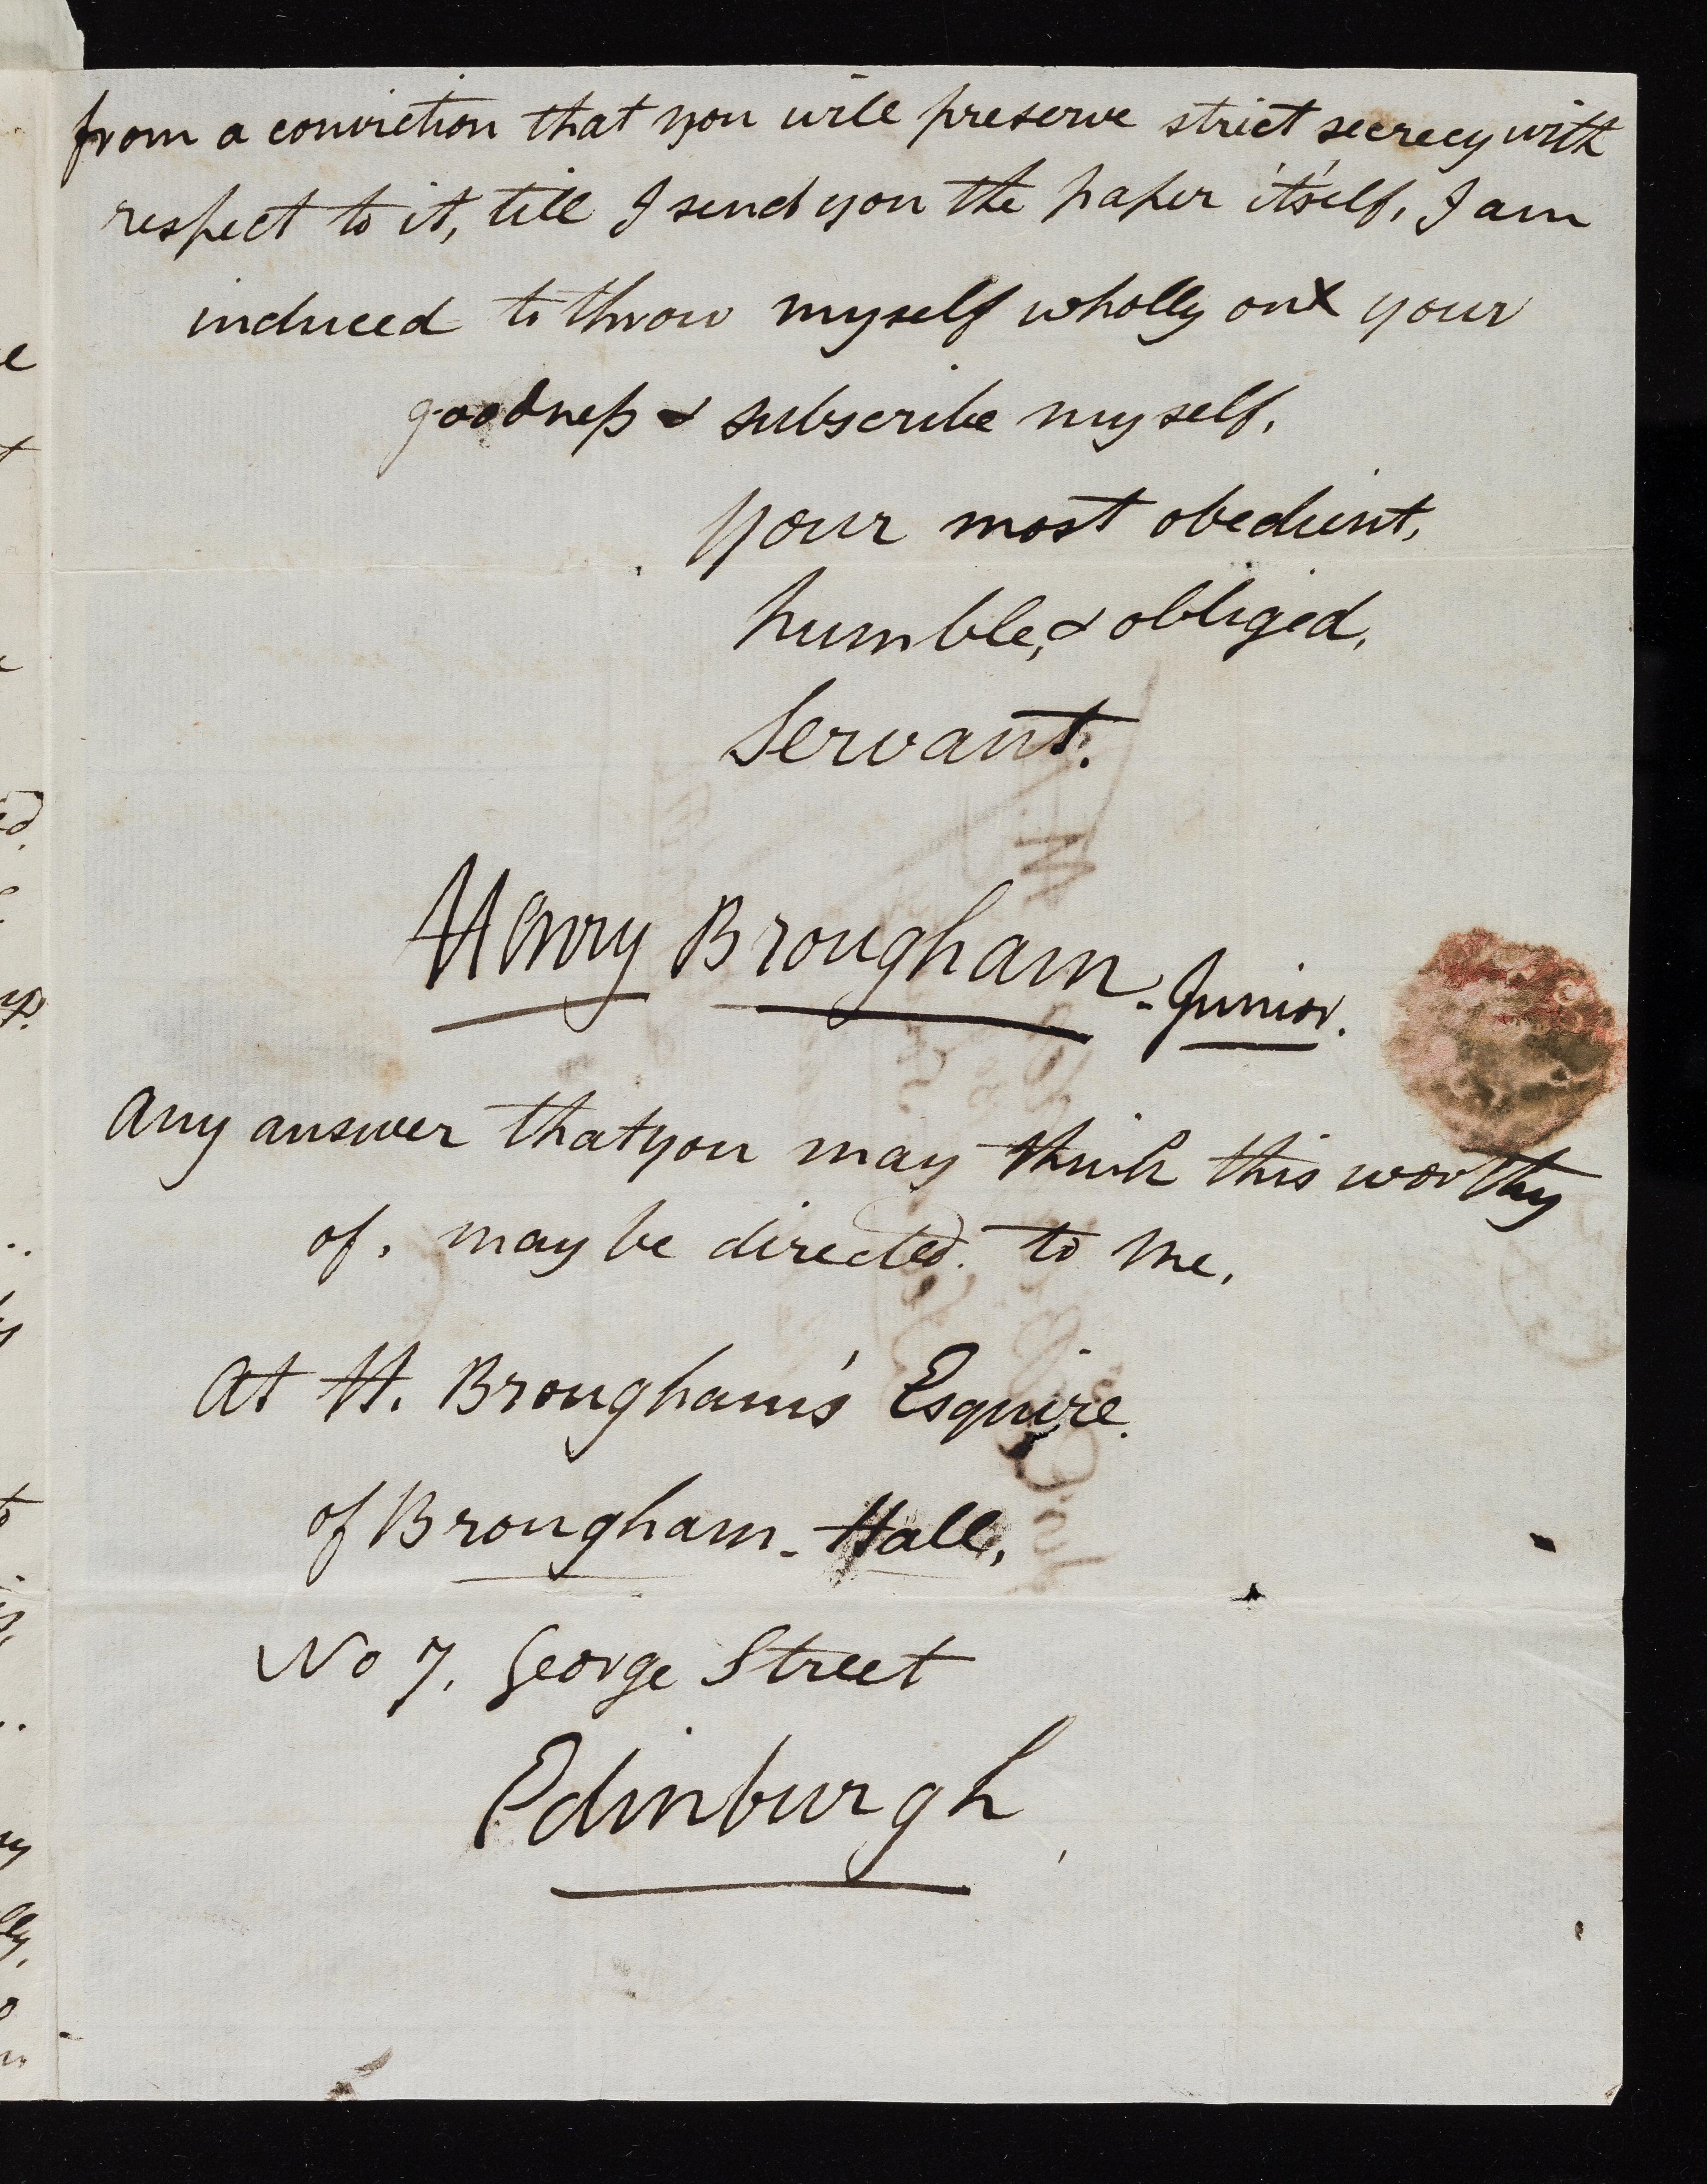 from a conviction that you will preserve strict secrecy with
respect to it, till I send you the paper it'self, I am
induced to throw myself wholly on your
goodneſs & subscribe myself,
your most obedient,
humble, & obliged,
Servant.
Henry Brougham - Junior.
Any answer that you may think this worthy
of, may be directed to me,
At H. Brougham's Esquire
of Brougham - Hall,
No 7, George Street
Edinburgh